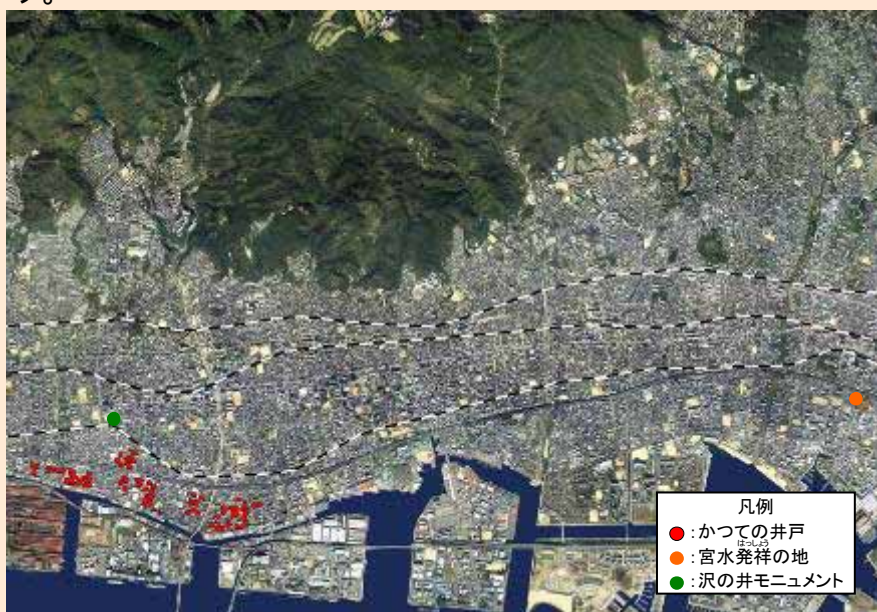 う。
凡例
:かつての井戸
はっしょう
:宮水発祥の地
:沢の井モニュメント